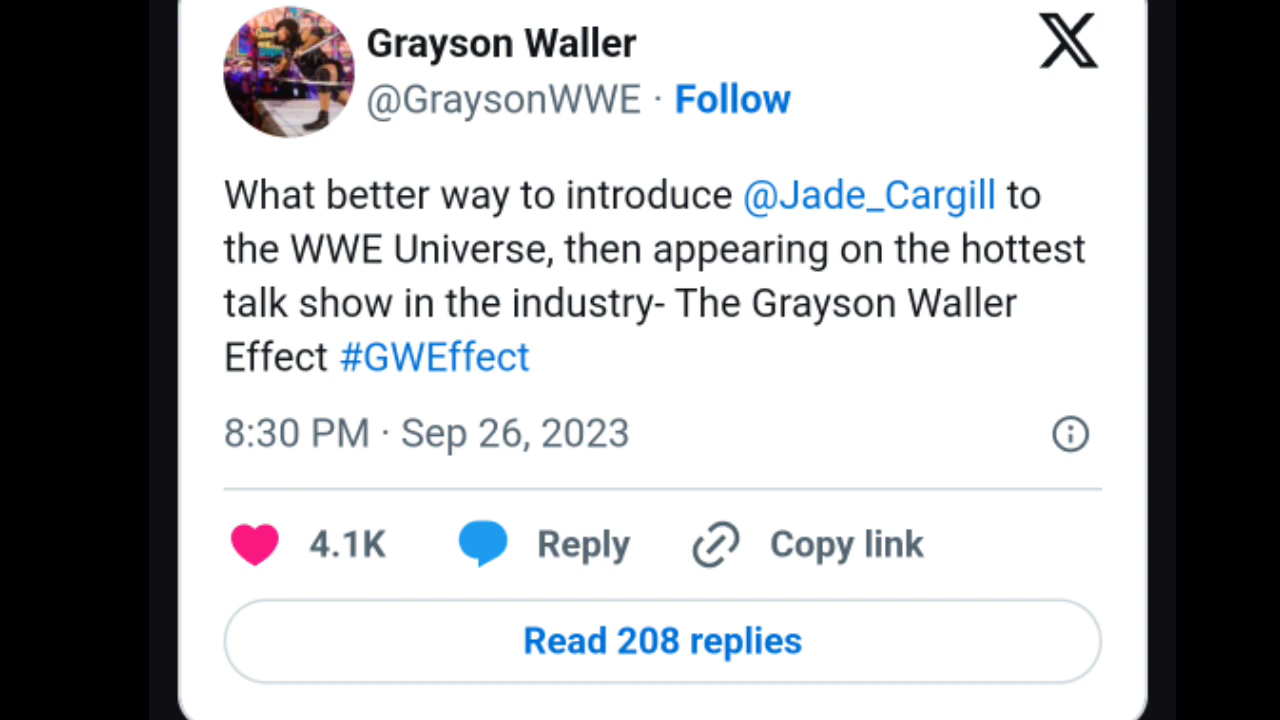 Grayson Waller
@GraysonWWE · Follow
What better way to introduce @Jade_Cargill to
the WWE Universe, then appearing on the hottest
talk show in the industry- The Grayson Waller
Effect #GWEffect
8:30 PM · Sep 26, 2023
4.1K Reply Copy link
Read 208 replies